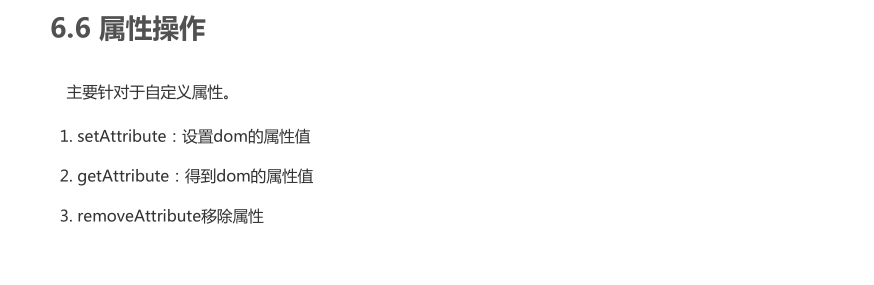 6.6 属性操作
主要针对于自定义属性。
1. setAttribute：设置dom的属性值
2. getAttribute：得到dom的属性值
3. removeAttribute移除属性